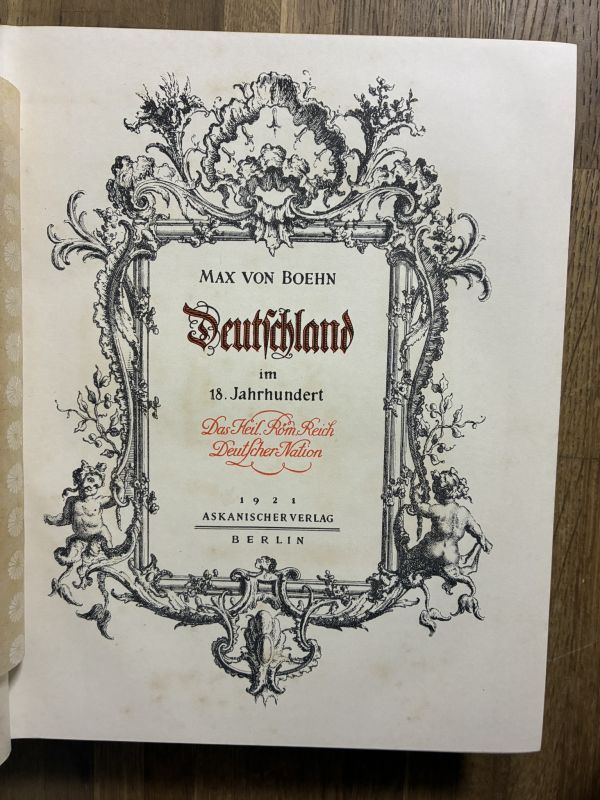 MAX VON BOEHN
Deutſchland
im
18. Jahrhundert
Das Heil. Röm. Reich
Deutſcher Nation
1921
ASKANISCHER VERLAG
BERLIN